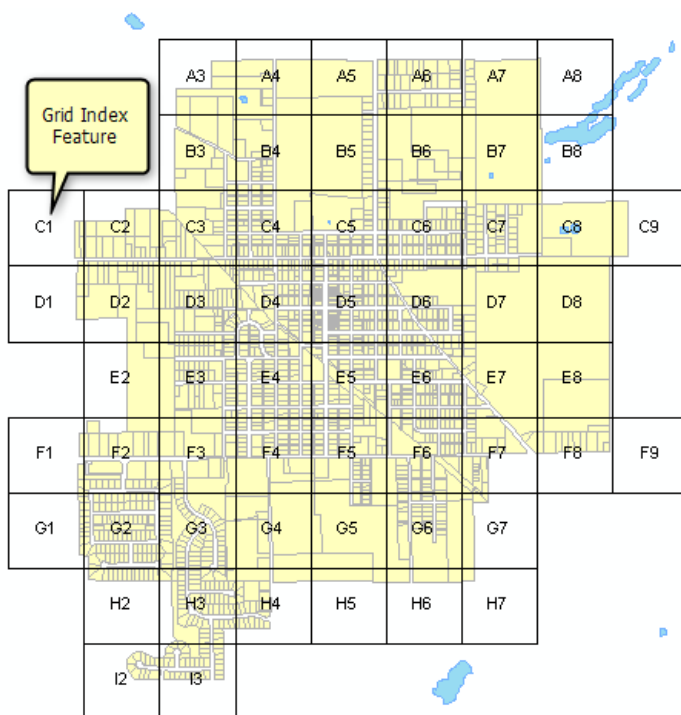 A3 A4 A5 A6 A7 A8
Grid Index
Feature
B3 B4 B5 B6 B7 B8
C1 C2 C3 C4 C5 C6 C7 C8 C9
D1 D2 D3 D4 D5 D6 D7 D8
E2 E3 E4 E5 E6 E7 E8
F1 F2 F3 F4 F5 F6 F7 F8 F9
G1 G2 G3 G4 G5 G6 G7
H2 H3 H4 H5 H6 H7
I2 I3